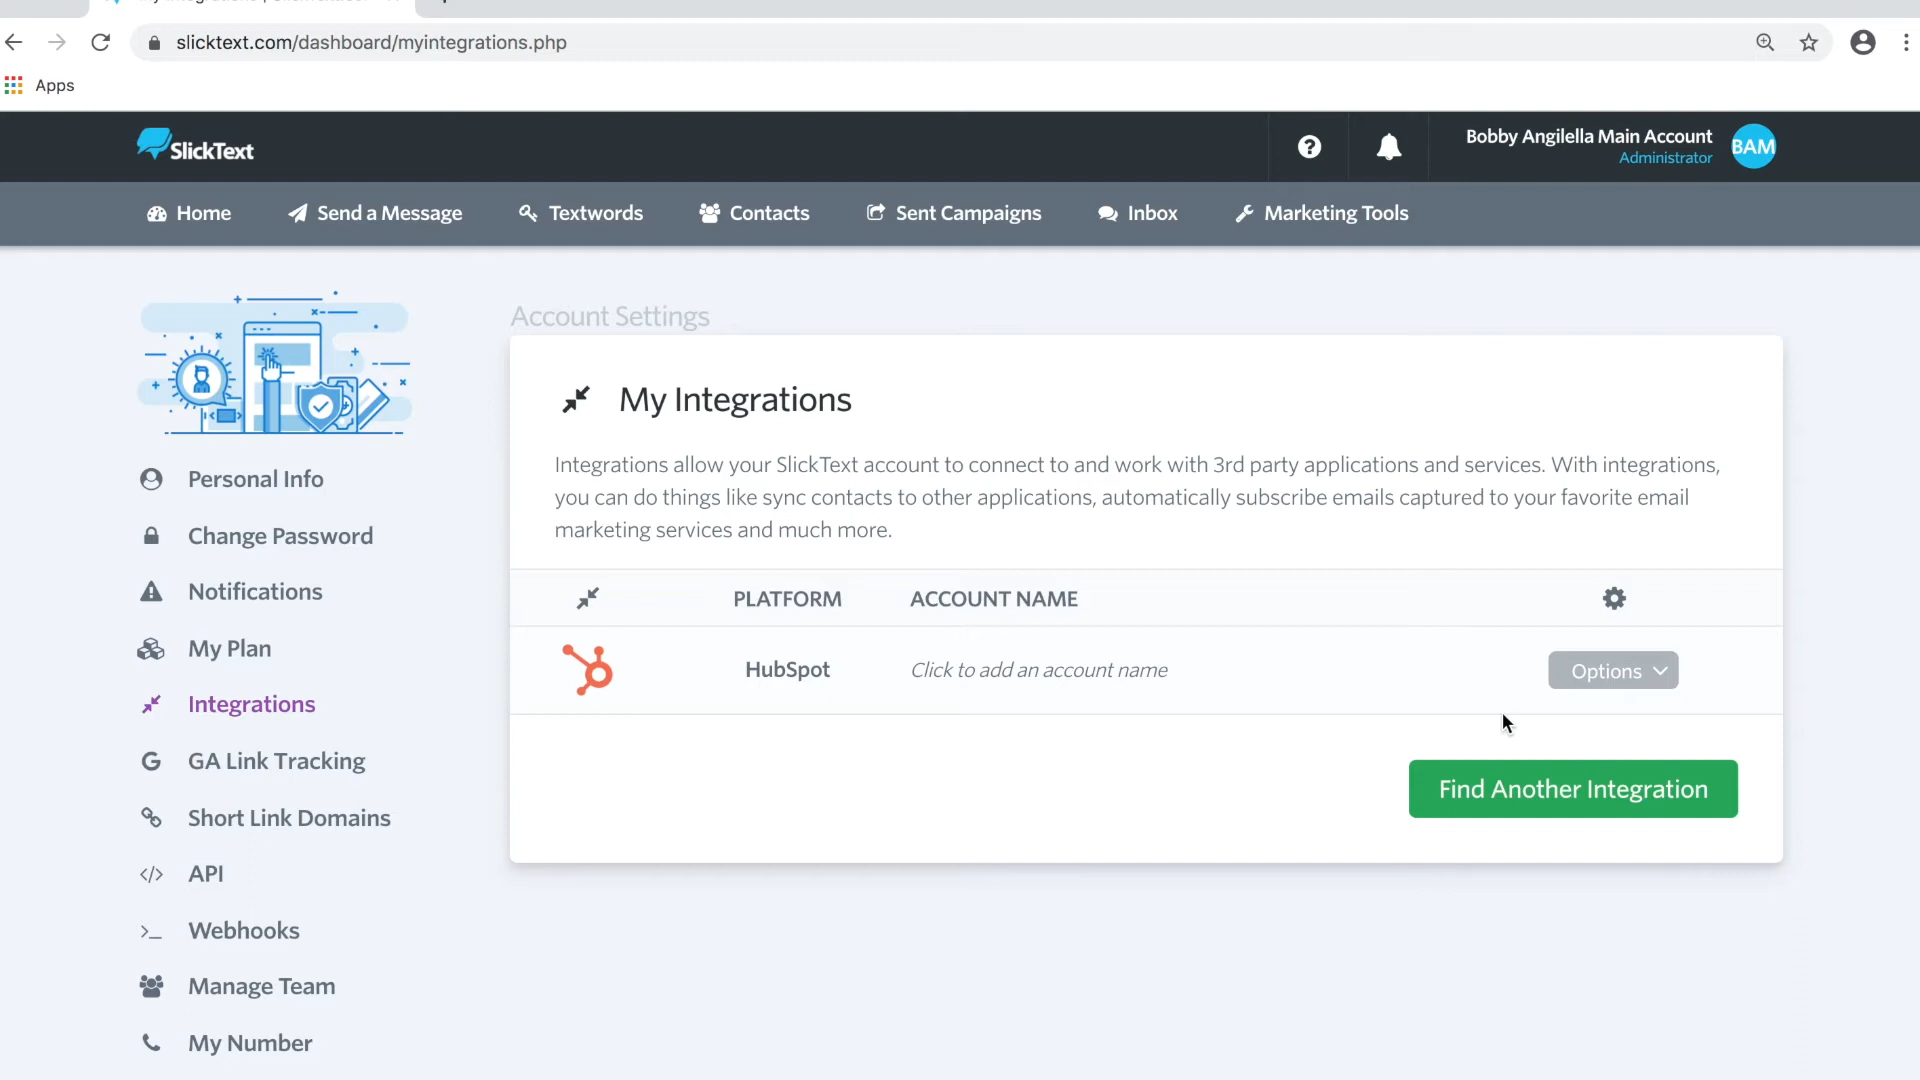 slicktext.com/dashboard/myintegrations.php
Apps
SlickText
Bobby Angilella Main Account
Administrator
BAM
Home
Send a Message
Textwords
Contacts
Sent Campaigns
Inbox
Marketing Tools
Account Settings
My Integrations
Integrations allow your SlickText account to connect to and work with 3rd party applications and services. With integrations,
you can do things like sync contacts to other applications, automatically subscribe emails captured to your favorite email
marketing services and much more.
PLATFORM
ACCOUNT NAME
HubSpot
Click to add an account name
Options
Find Another Integration
Personal Info
Change Password
Notifications
My Plan
Integrations
GA Link Tracking
Short Link Domains
API
Webhooks
Manage Team
My Number